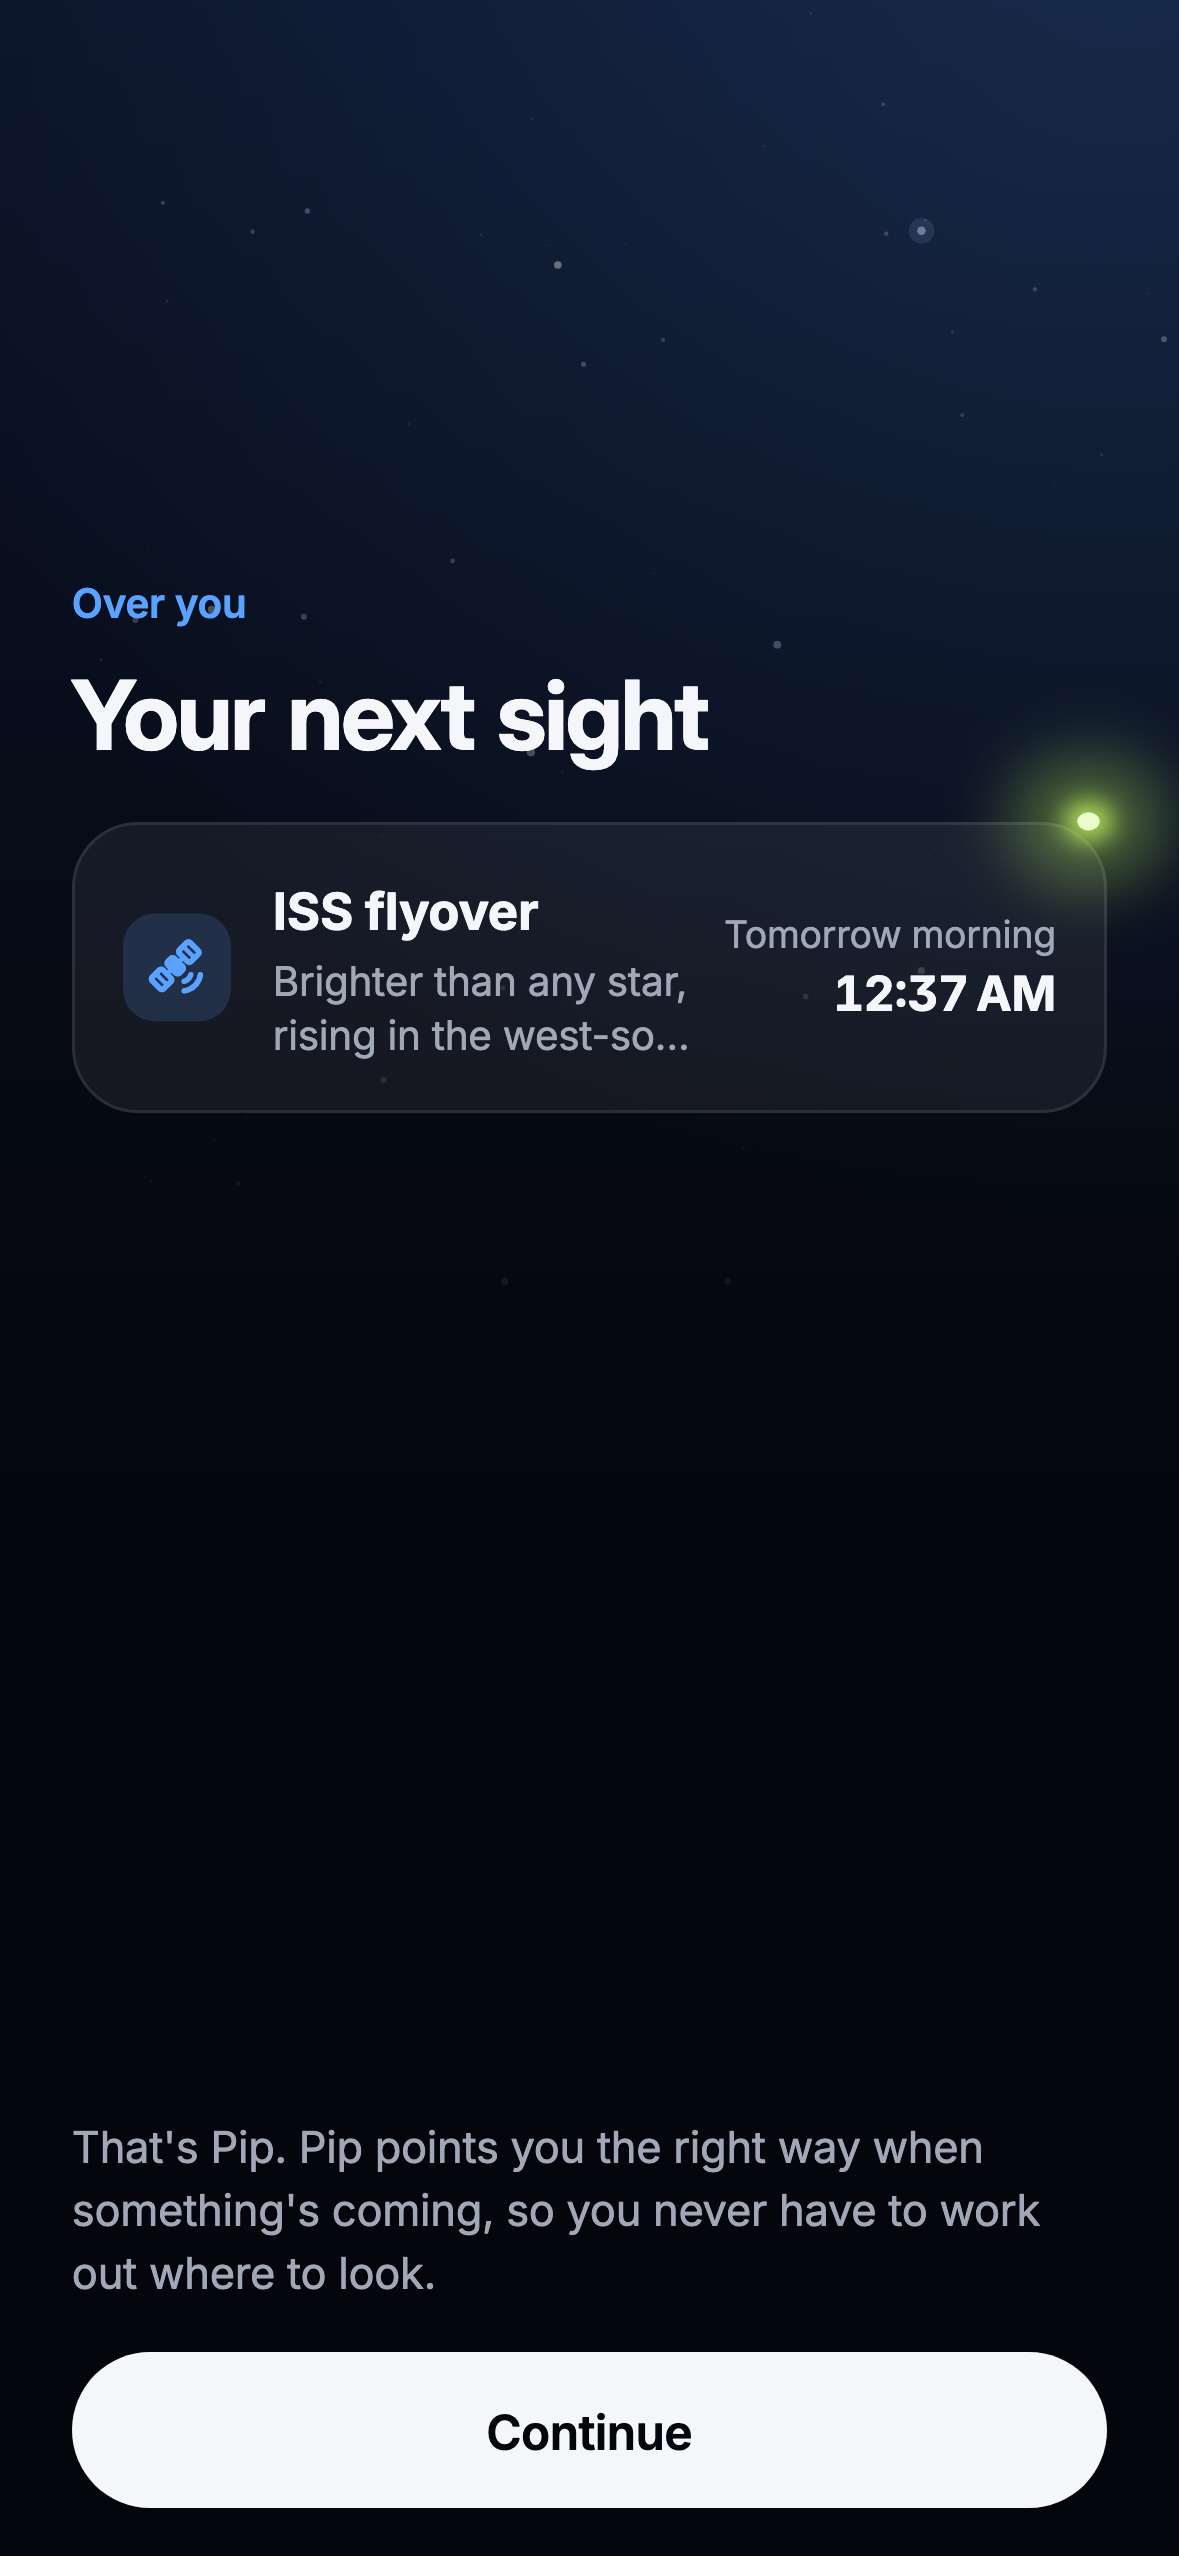 Over you
Your next sight
ISS flyover
Brighter than any star,
rising in the west-so...
Tomorrow morning
12:37 AM
That's Pip. Pip points you the right way when
something's coming, so you never have to work
out where to look.
Continue